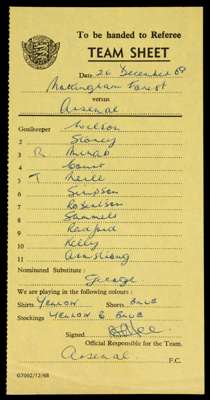 To be handed to Referee
TEAM SHEET
Date 26 December 68
Nottingham Forest
versus
Arsenal
Goalkeeper Wilson
2 Storey
3 R McNab
4 Court
5 T Neill
6 Simpson
7 Robertson
8 Sammels
9 Radford
10 Kelly
11 Armstrong
Nominated Substitute :
George
We are playing in the following colours :
Shirts Yellow Shorts Blue
Stockings Yellow & Blue
Signed
Official Responsible for the Team.
Arsenal F.C.
G7002/12/68